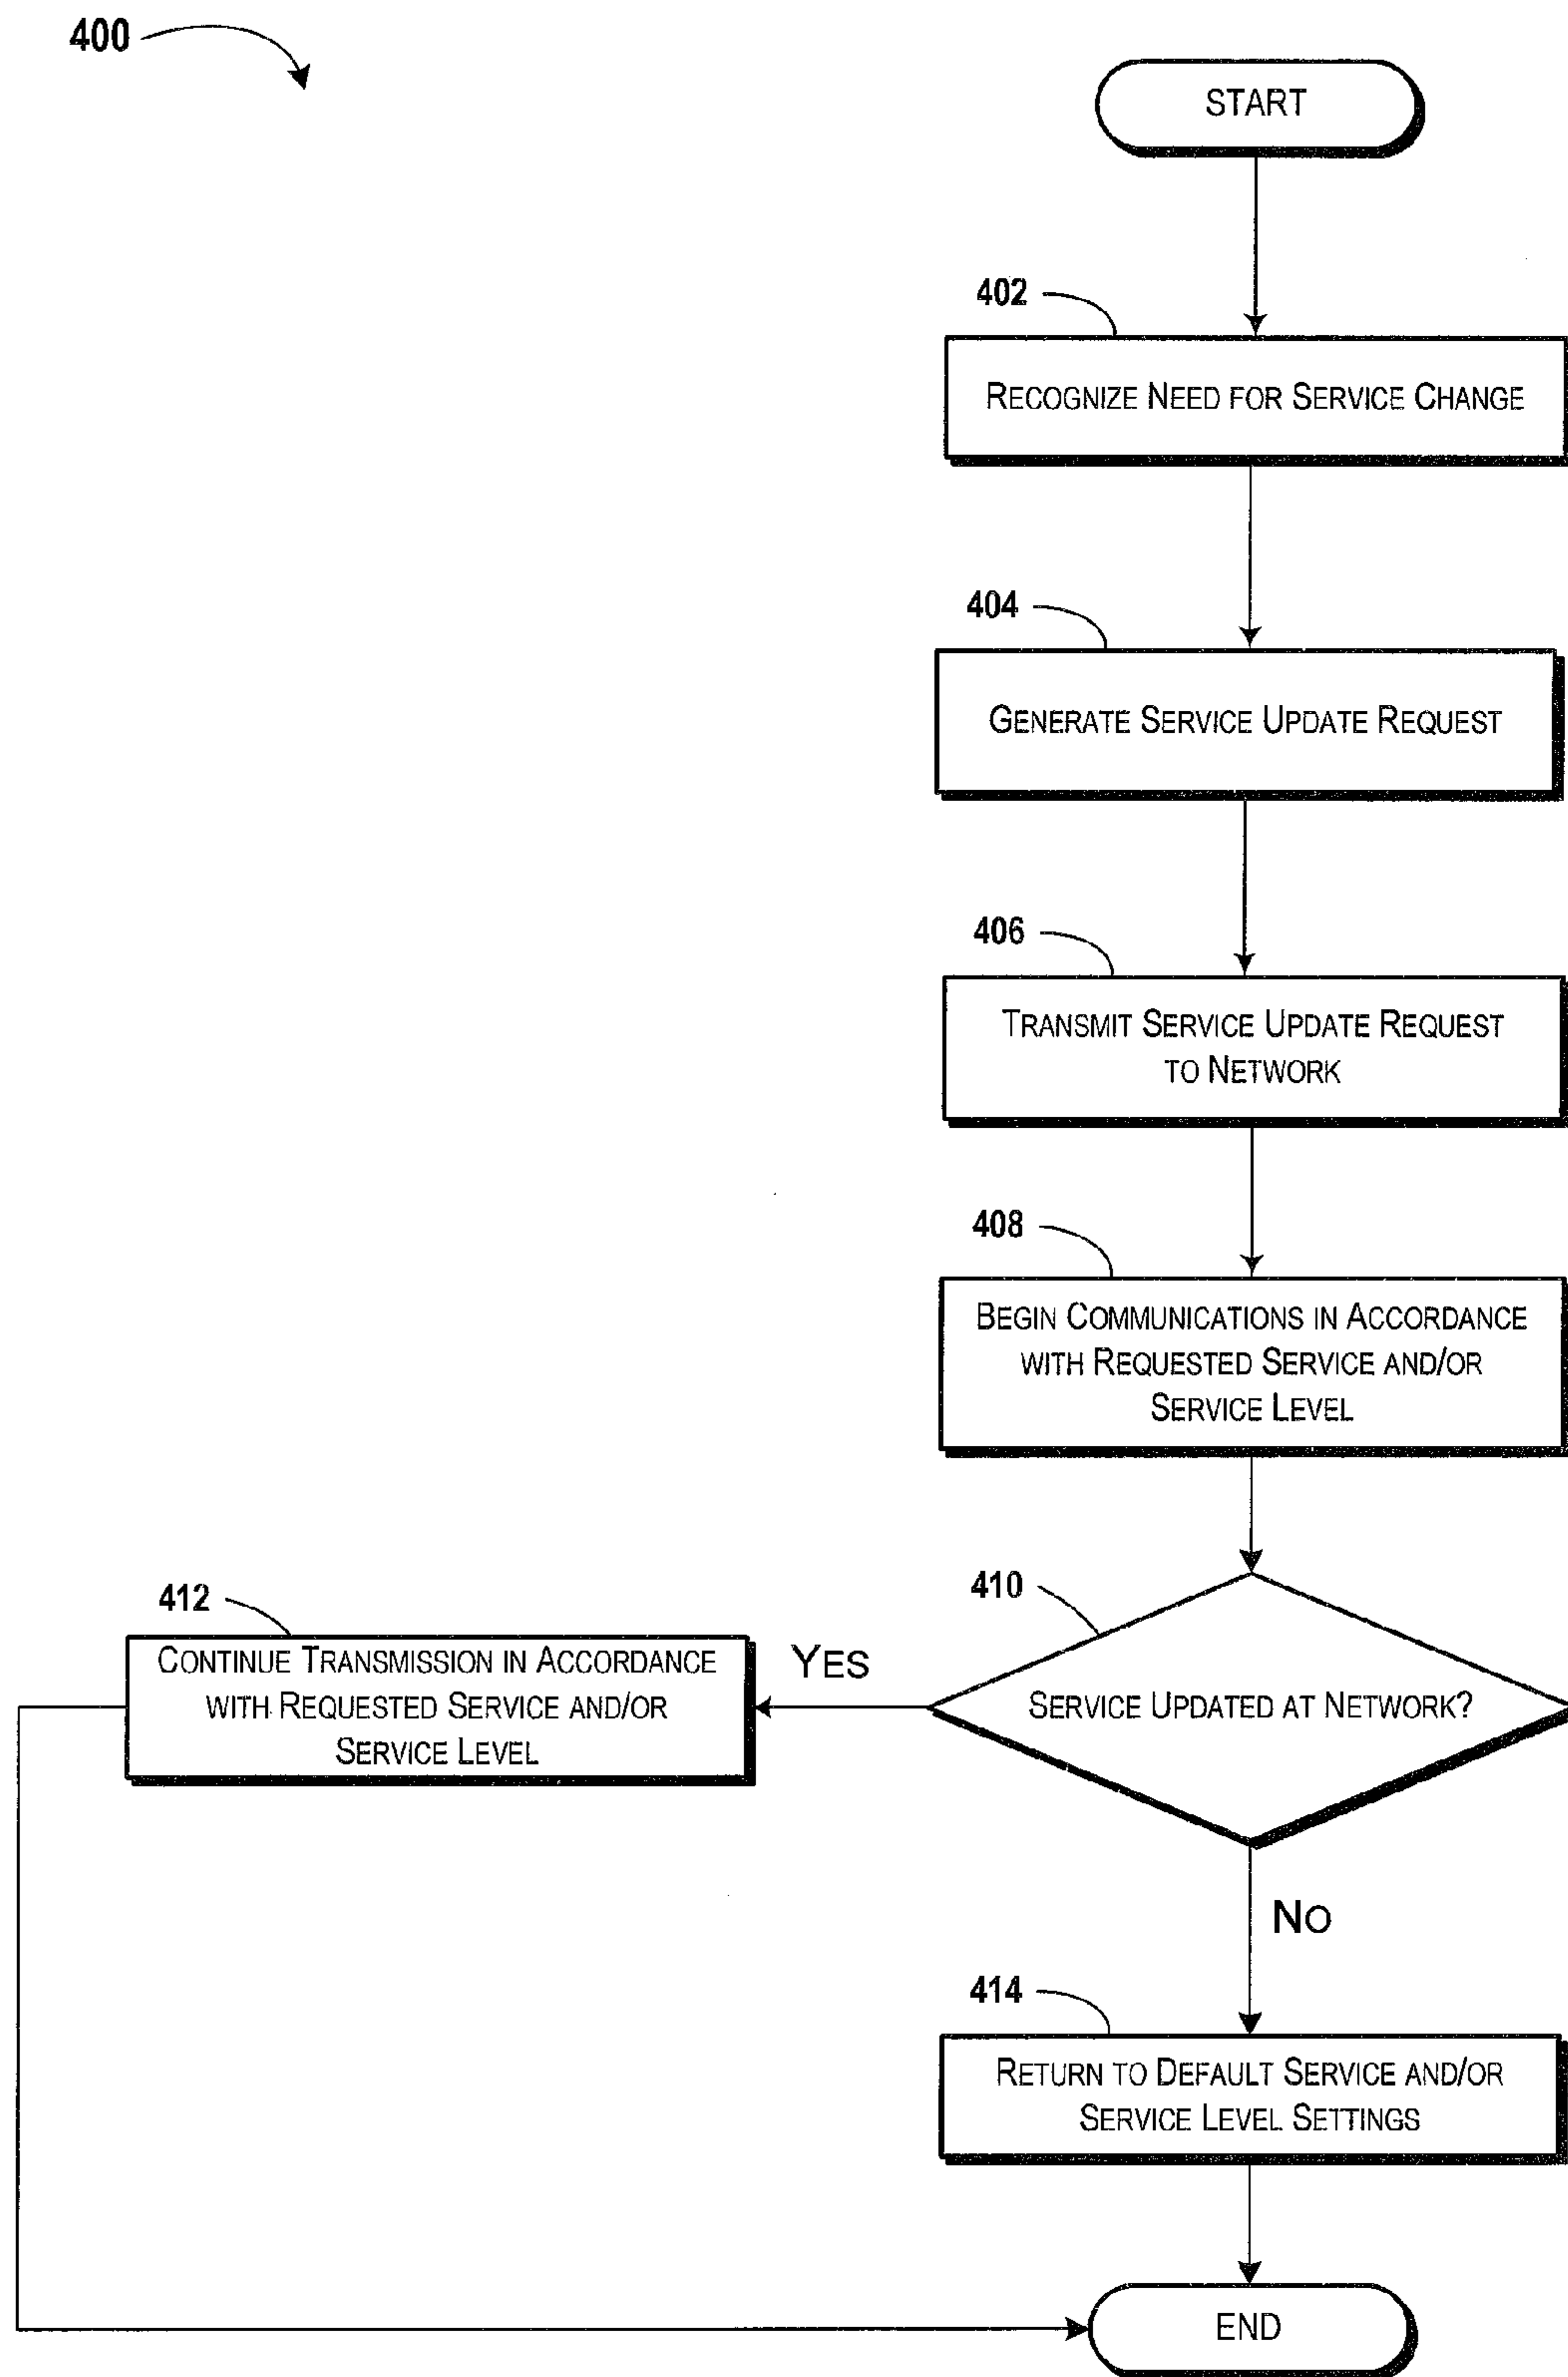 400
START
402
RECOGNIZE NEED FOR SERVICE CHANGE
404
GENERATE SERVICE UPDATE REQUEST
406
TRANSMIT SERVICE UPDATE REQUEST
TO NETWORK
408
BEGIN COMMUNICATIONS IN ACCORDANCE
WITH REQUESTED SERVICE AND/OR
SERVICE LEVEL
410
SERVICE UPDATED AT NETWORK?
YES
412
CONTINUE TRANSMISSION IN ACCORDANCE
WITH REQUESTED SERVICE AND/OR
SERVICE LEVEL
NO
414
RETURN TO DEFAULT SERVICE AND/OR
SERVICE LEVEL SETTINGS
END